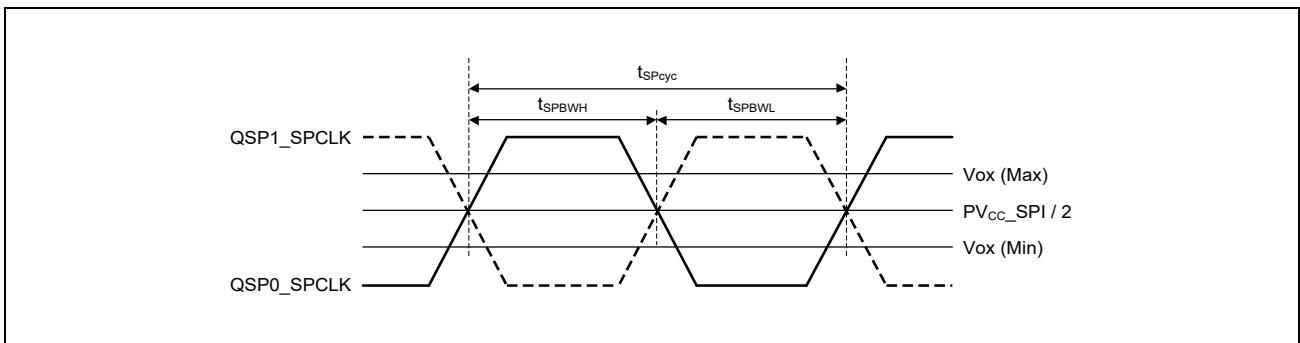 tSPcyc
tSPBWH
tSPBWL
QSP1_SPCLK
Vox (Max)
PVCC_SPI / 2
Vox (Min)
QSP0_SPCLK